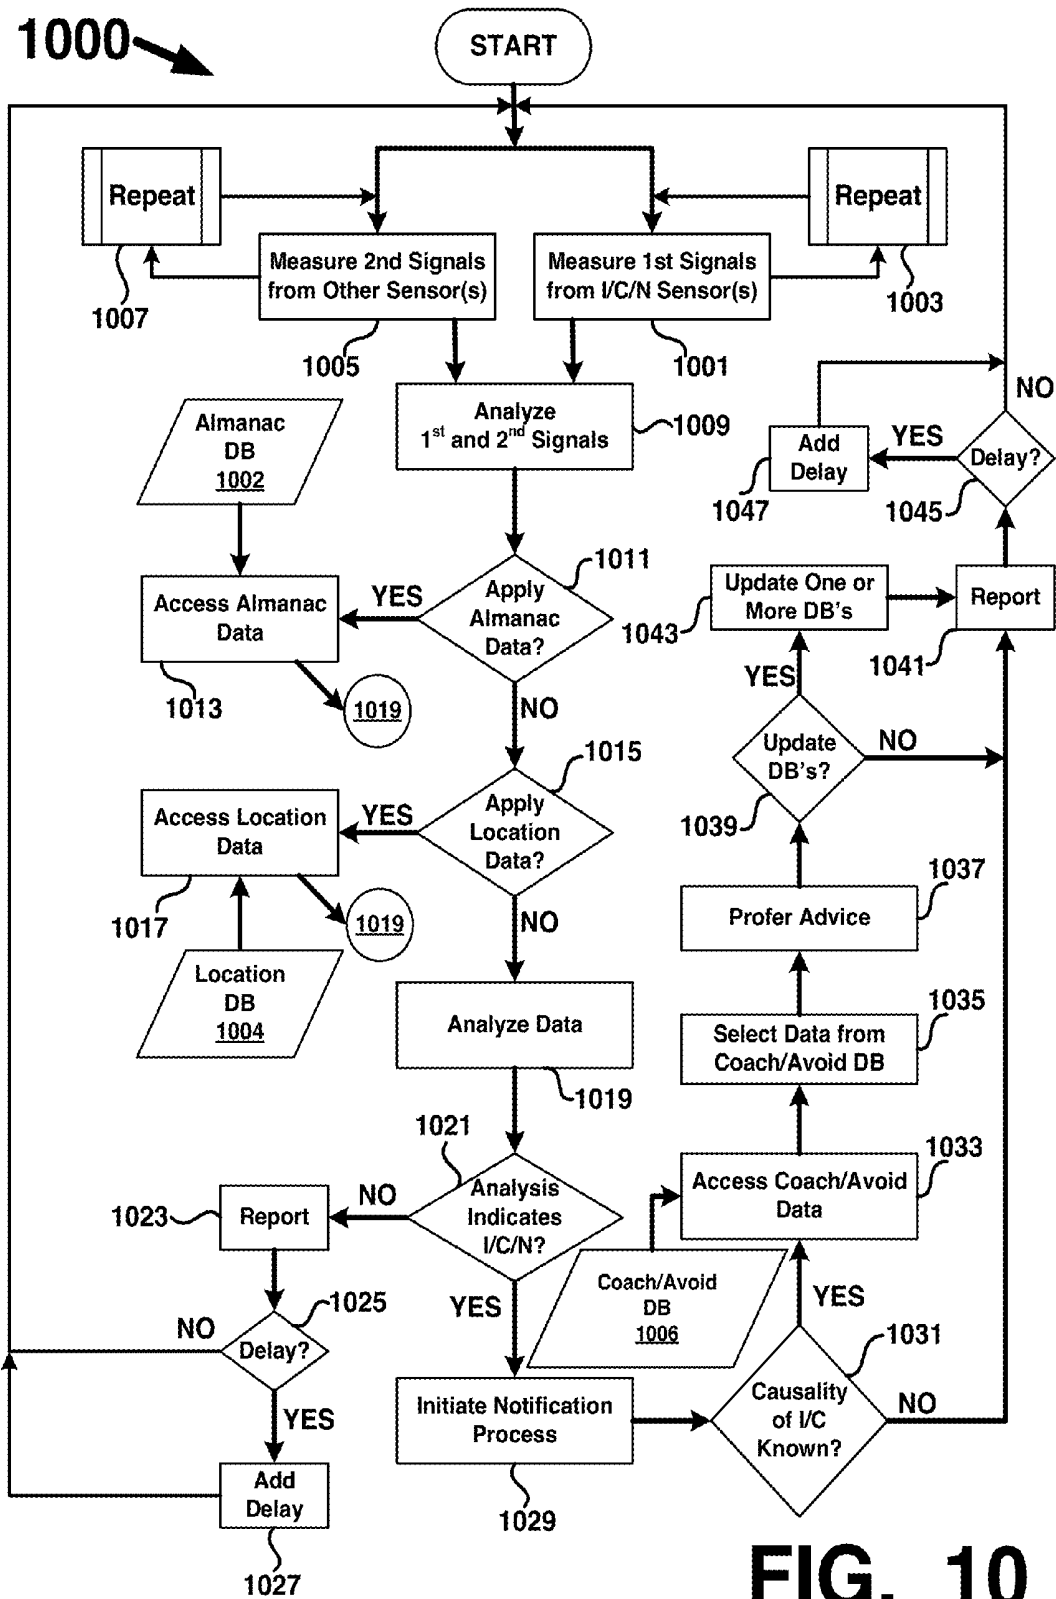 1000
START
Repeat
Repeat
Measure 2nd Signals
from Other Sensor(s)
Measure 1st Signals
from I/C/N Sensor(s)
1007
1003
1005
1001
Almanac
DB
1002
Analyze
1st and 2nd Signals
1009
NO
Add
Delay
YES
Delay?
1047
1045
Access Almanac
Data
YES
Apply
Almanac
Data?
1011
1043
Update One or
More DB's
Report
1041
1013
1019
NO
YES
Update
DB's?
NO
1039
Access Location
Data
YES
Apply
Location
Data?
1015
1017
1019
NO
Location
DB
1004
Profer Advice
1037
Analyze Data
1019
Select Data from
Coach/Avoid DB
1035
1021
Access Coach/Avoid
Data
1033
1023
Report
NO
Analysis
Indicates
I/C/N?
Coach/Avoid
DB
1006
YES
YES
NO
Delay?
1025
1031
YES
Initiate Notification
Process
Causality
of I/C
Known?
NO
Add
Delay
1029
1027
FIG. 10